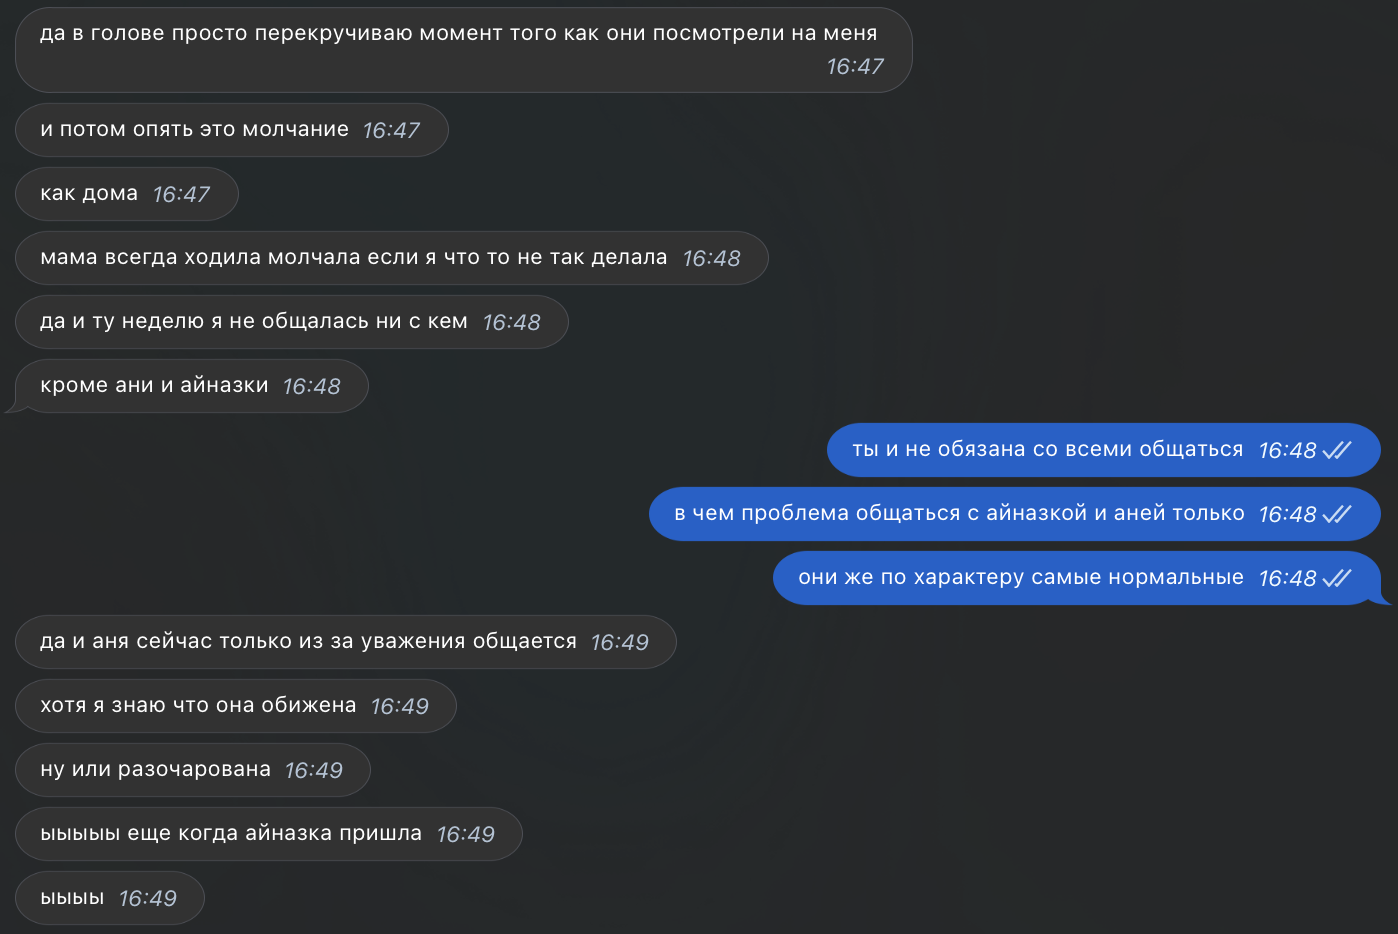 да в голове просто перекручиваю момент того как они посмотрели на меня
16:47
и потом опять это молчание 16:47
как дома 16:47
мама всегда ходила молчала если я что то не так делала 16:48
да и ту неделю я не общалась ни с кем 16:48
кроме ани и айназки 16:48
ты и не обязана со всеми общаться 16:48
в чем проблема общаться с айназкой и аней только 16:48
они же по характеру самые нормальные 16:48
да и аня сейчас только из за уважения общается 16:49
хотя я знаю что она обижена 16:49
ну или разочарована 16:49
ыыыыы еще когда айназка пришла 16:49
ыыыы 16:49